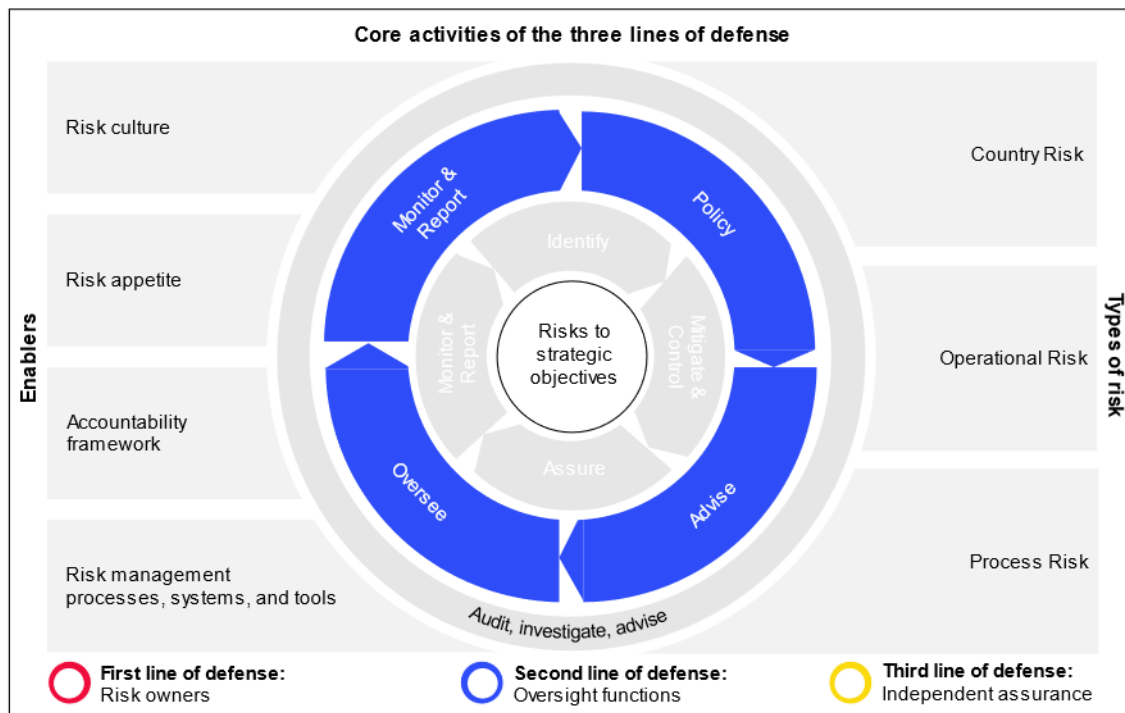 Core activities of the three lines of defense
Enablers
Risk culture
Risk appetite
Accountability
framework
Risk management
processes, systems, and tools
Monitor &
Report
Policy
Advise
Oversee
Identify
Mitigate &
Control
Assure
Monitor &
Report
Risks to
strategic
objectives
Audit, investigate, advise
Types of risk
Country Risk
Operational Risk
Process Risk
First line of defense:
Risk owners
Second line of defense:
Oversight functions
Third line of defense:
Independent assurance